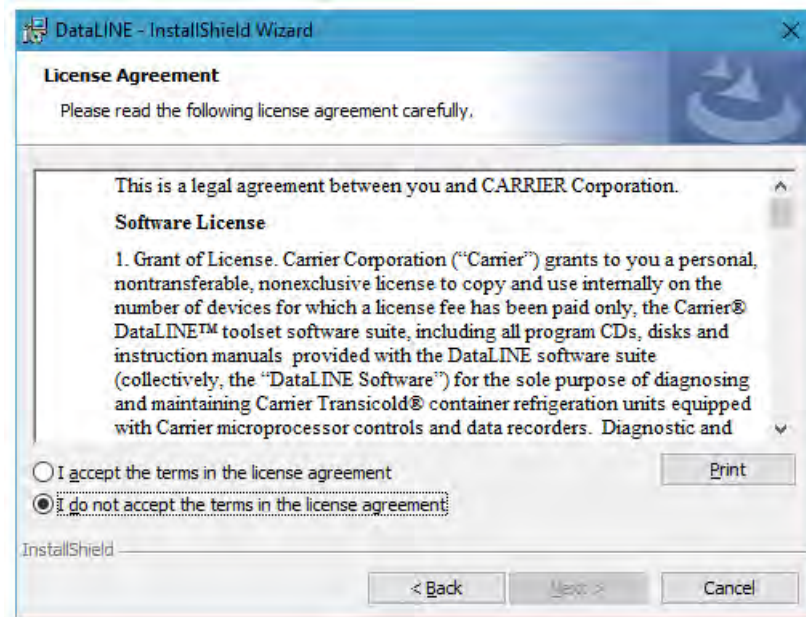 DataLINE - InstallShield Wizard
License Agreement
Please read the following license agreement carefully.
This is a legal agreement between you and CARRIER Corporation.
Software License
1. Grant of License. Carrier Corporation (“Carrier”) grants to you a personal,
nontransferable, nonexclusive license to copy and use internally on the
number of devices for which a license fee has been paid only, the Carrier®
DataLINE™ toolset software suite, including all program CDs, disks and
instruction manuals provided with the DataLINE software suite
(collectively, the “DataLINE Software”) for the sole purpose of diagnosing
and maintaining Carrier Transicold® container refrigeration units equipped
with Carrier microprocessor controls and data recorders. Diagnostic and
I accept the terms in the license agreement
Print
I do not accept the terms in the license agreement
InstallShield
< Back
Next >
Cancel